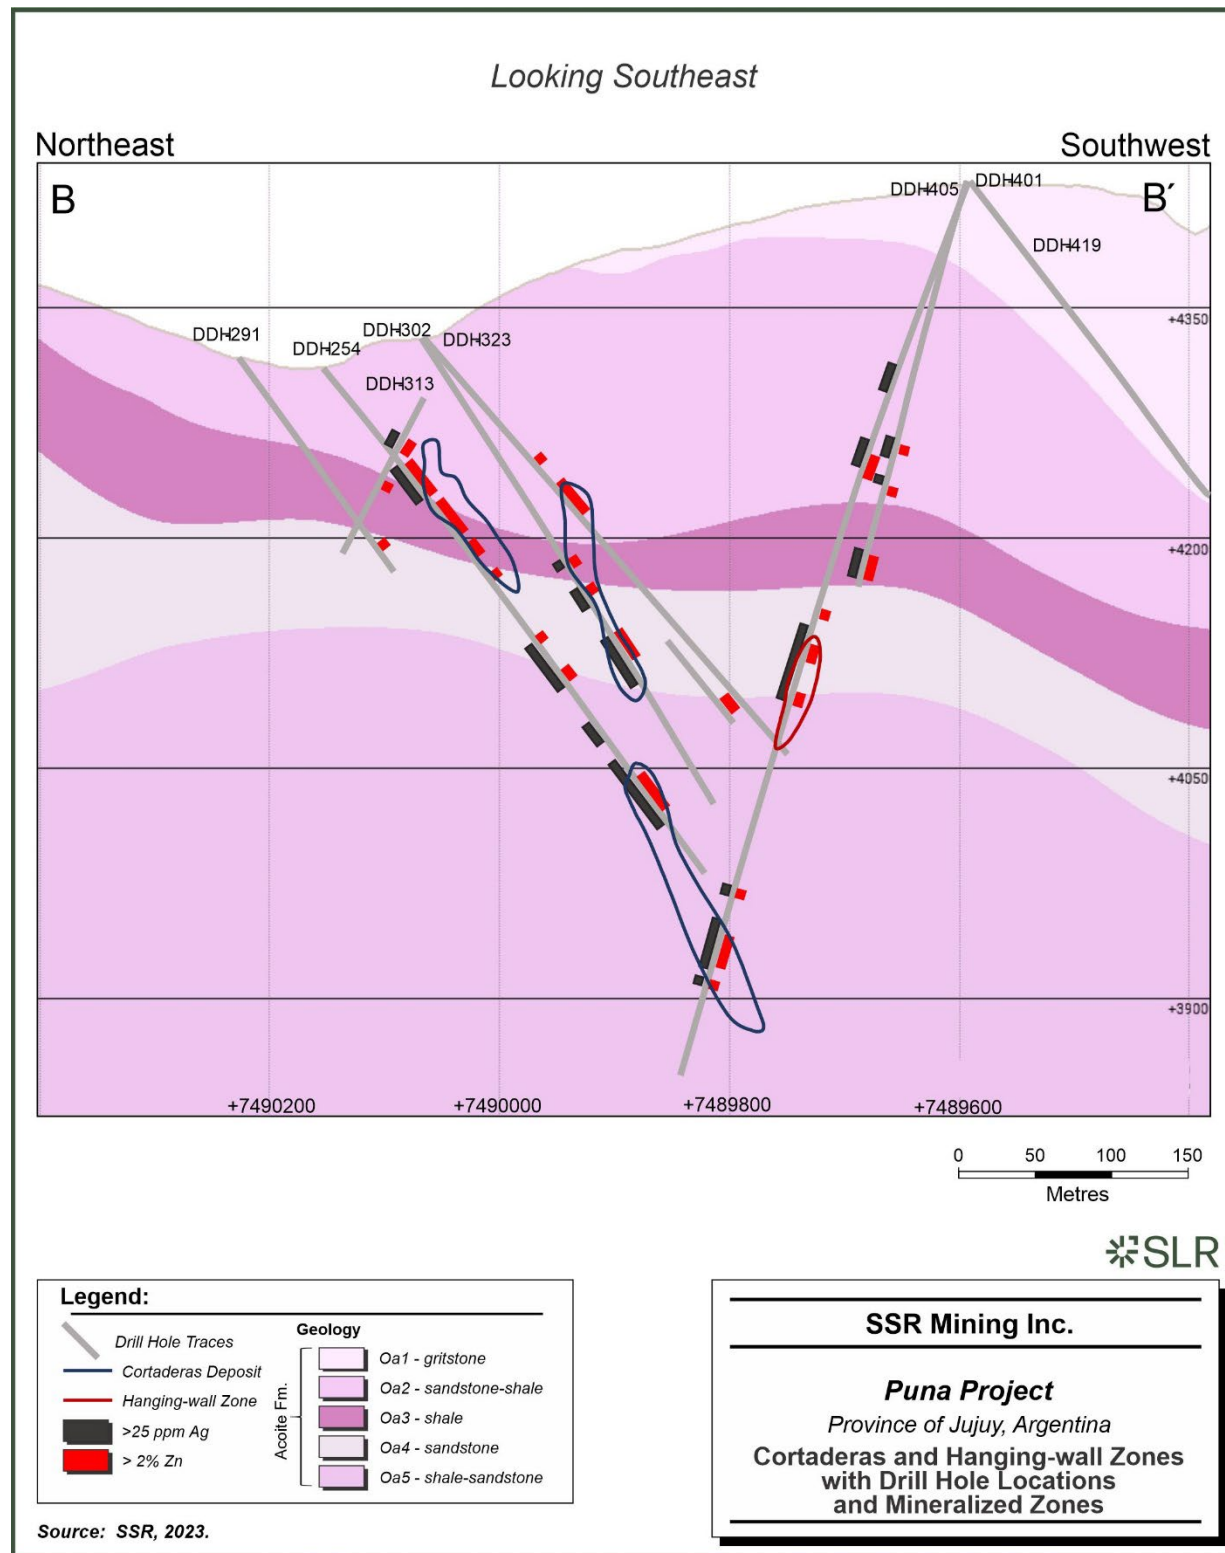 Looking Southeast
Northeast
Southwest
B
B´
DDH405
DDH401
DDH419
+4350
DDH291
DDH254
DDH302
DDH323
DDH313
+4200
+4050
+3900
+7490200
+7490000
+7489800
+7489600
0 50 100 150
Metres
SLR
Legend:
Drill Hole Traces
Cortaderas Deposit
Hanging-wall Zone
>25 ppm Ag
> 2% Zn
Geology
Acoite Fm.
Oa1 - gritstone
Oa2 - sandstone-shale
Oa3 - shale
Oa4 - sandstone
Oa5 - shale-sandstone
Source: SSR, 2023.
SSR Mining Inc.
Puna Project
Province of Jujuy, Argentina
Cortaderas and Hanging-wall Zones
with Drill Hole Locations
and Mineralized Zones